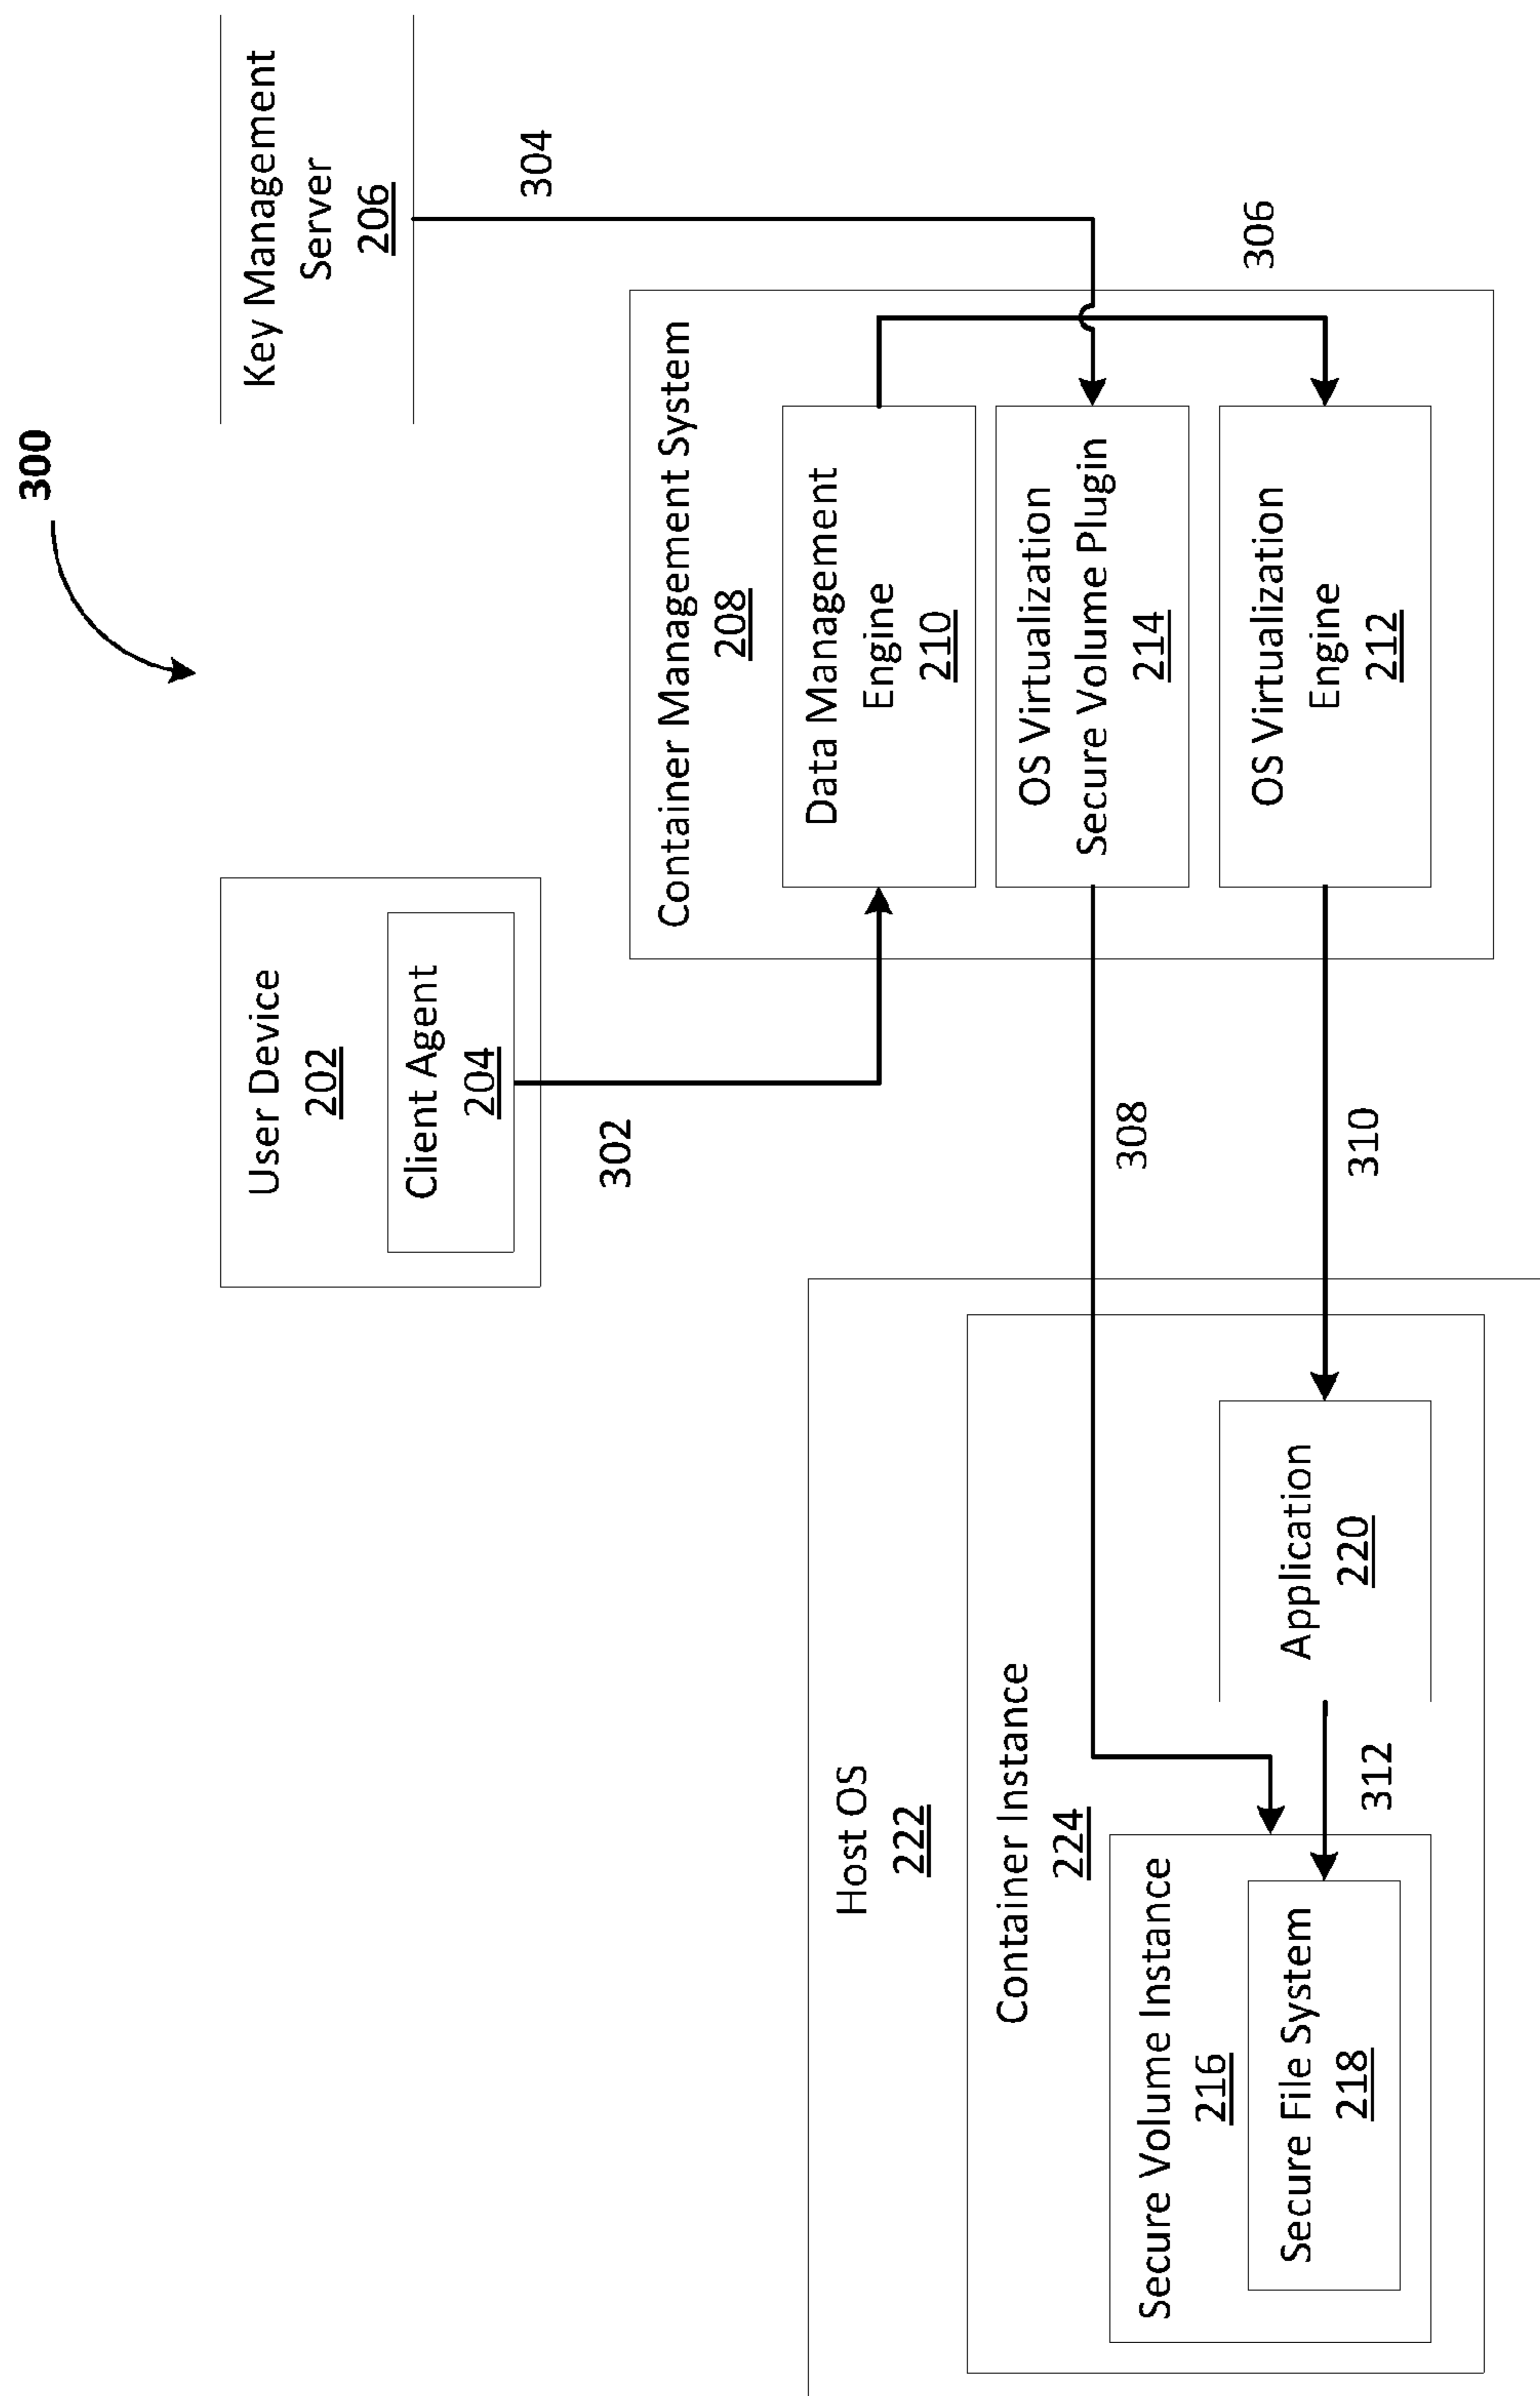 300
Key Management
Server
206
304
User Device
202
Client Agent
204
302
Container Management System
208
Data Management
Engine
210
OS Virtualization
Secure Volume Plugin
214
OS Virtualization
Engine
212
306
308
310
Host OS
222
Container Instance
224
Secure Volume Instance
216
Secure File System
218
Application
220
312